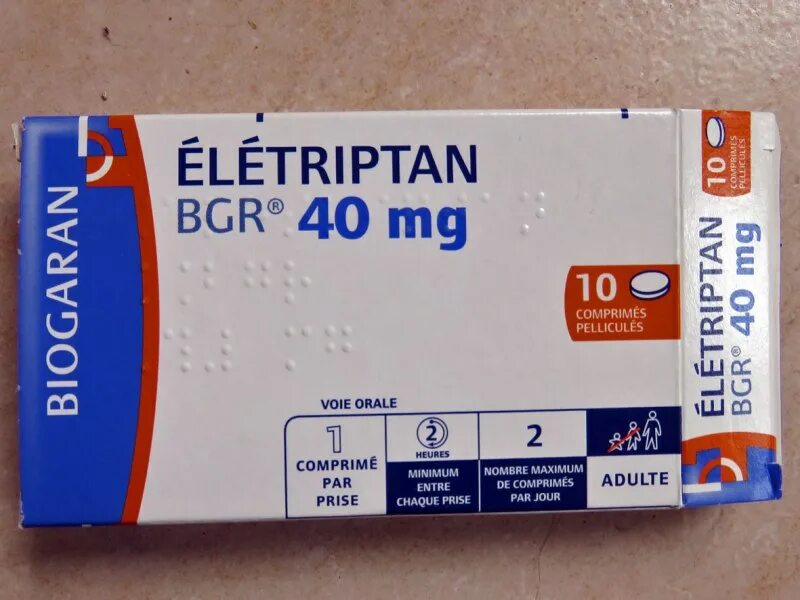 BIOGARAN
ÉLÉTRIPTAN
BGR® 40 mg
10
COMPRIMÉS
PELLICULÉS
VOIE ORALE
1
COMPRIMÉ
PAR
PRISE
2
HEURES
MINIMUM
ENTRE
CHAQUE PRISE
2
NOMBRE MAXIMUM
DE COMPRIMÉS
PAR JOUR
ADULTE
10
COMPRIMÉS
PELLICULÉS
ÉLÉTRIPTAN
BGR® 40 mg